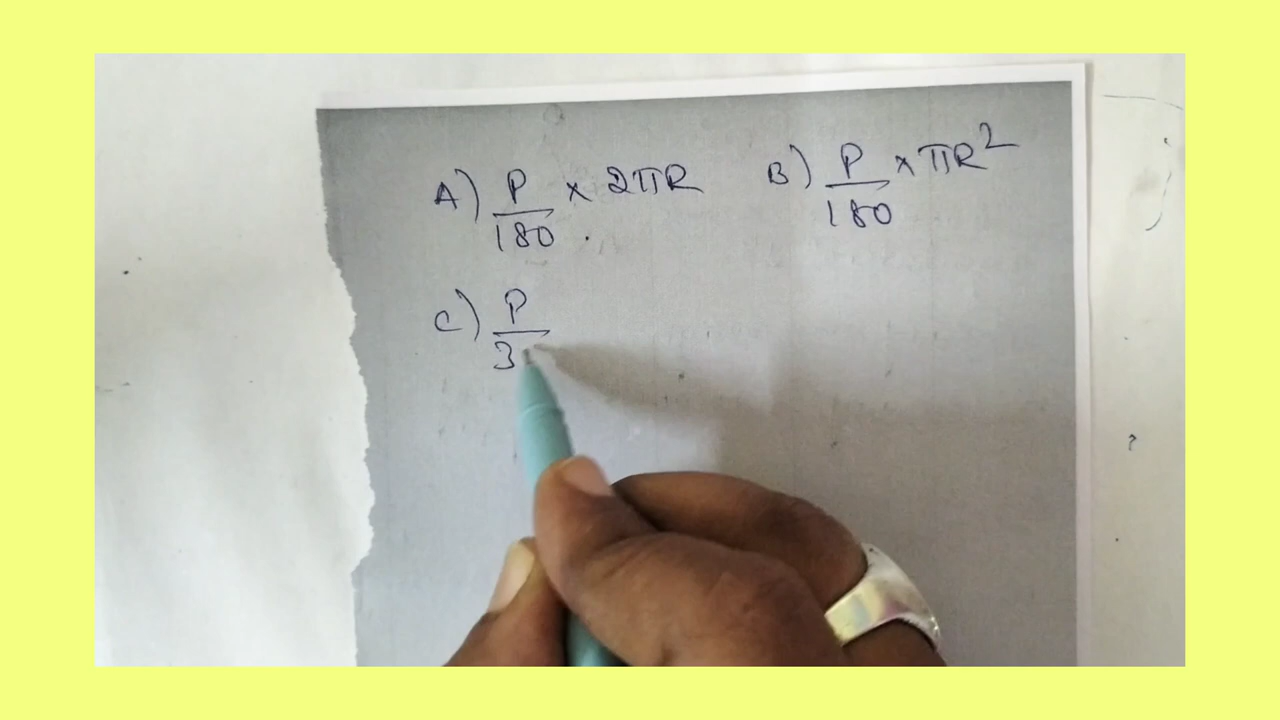 A) P/180 × 2πR B) P/180 × πR²
C) P/3